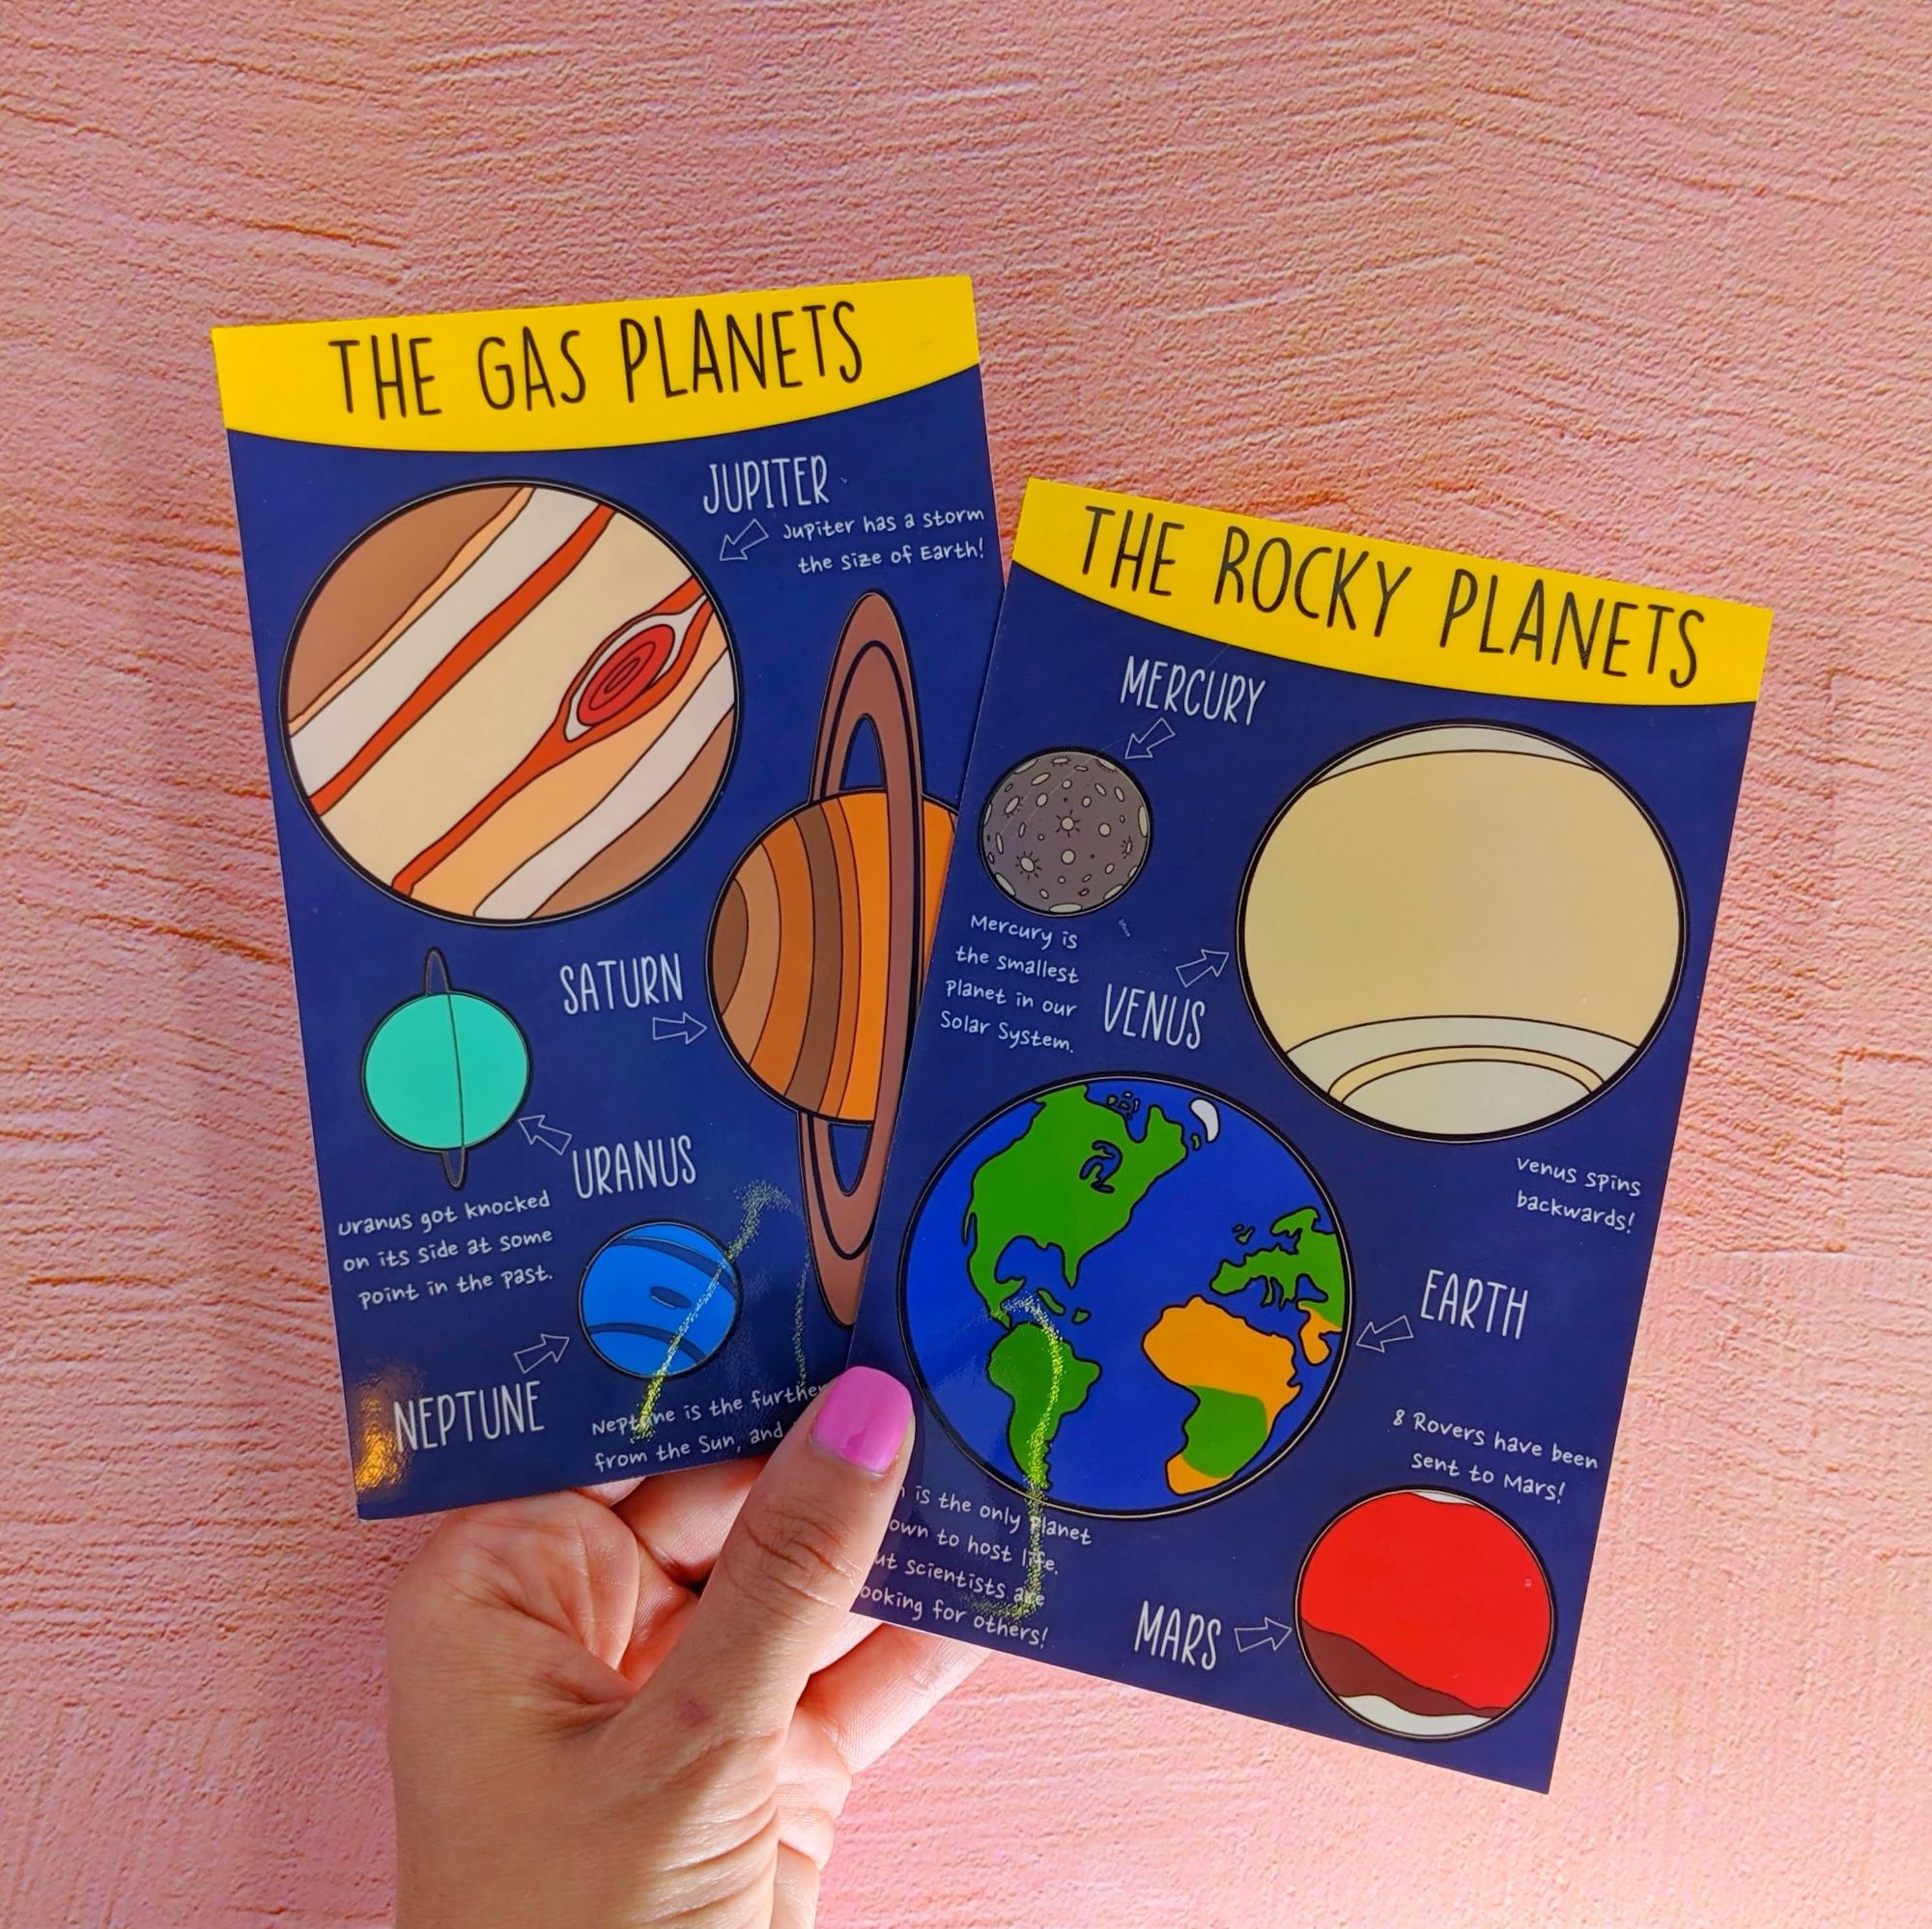 THE GAS PLANETS
JUPITER
Jupiter has a storm
the size of Earth!
SATURN
URANUS
Uranus got knocked
on its side at some
point in the past.
NEPTUNE
Neptune is the
from the Sun, and
THE ROCKY PLANETS
MERCURY
Mercury is
the smallest
planet in our
Solar System.
VENUS
Venus spins
backwards!
EARTH
is the only planet
to host life.
scientists are
for others!
8 Rovers have been
sent to Mars!
MARS